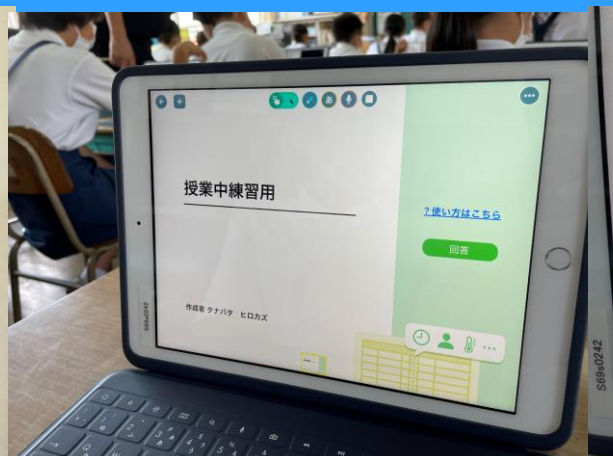 あ
授業中練習用
?使い方はこちら
回答
作成者 タナバタ ヒロカズ
S69s0242
S69s0242